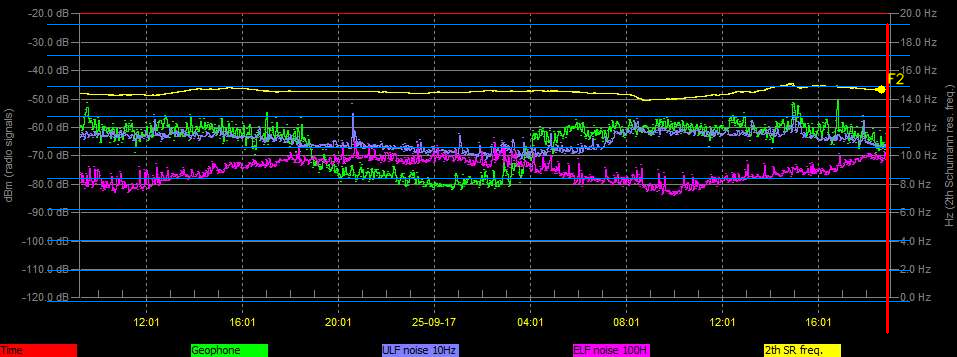 -20.0 dB
20.0 Hz
-30.0 dB
18.0 Hz
-40.0 dB
16.0 Hz
F2
-50.0 dB
14.0 Hz
-60.0 dB
12.0 Hz
-70.0 dB
10.0 Hz
-80.0 dB
8.0 Hz
-90.0 dB
6.0 Hz
-100.0 dB
4.0 Hz
-110.0 dB
2.0 Hz
-120.0 dB
0.0 Hz
dBm (radio signals)
Hz (2th Schumann res. freq.)
12:01 16:01 20:01 25-09-17 04:01 08:01 12:01 16:01
Time Geophone ULF noise 10Hz ELF noise 100H 2th SR freq.